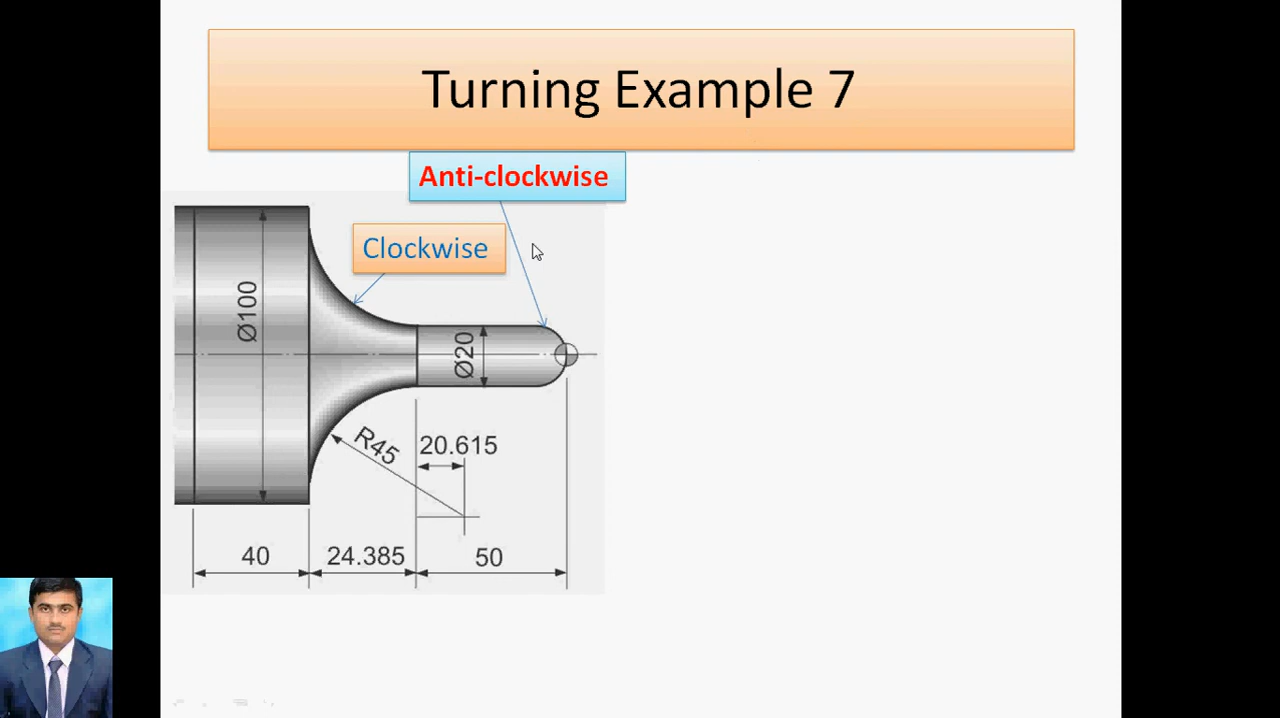 Turning Example 7
Anti-clockwise
Clockwise
Ø100
Ø20
R45
20.615
40
24.385
50